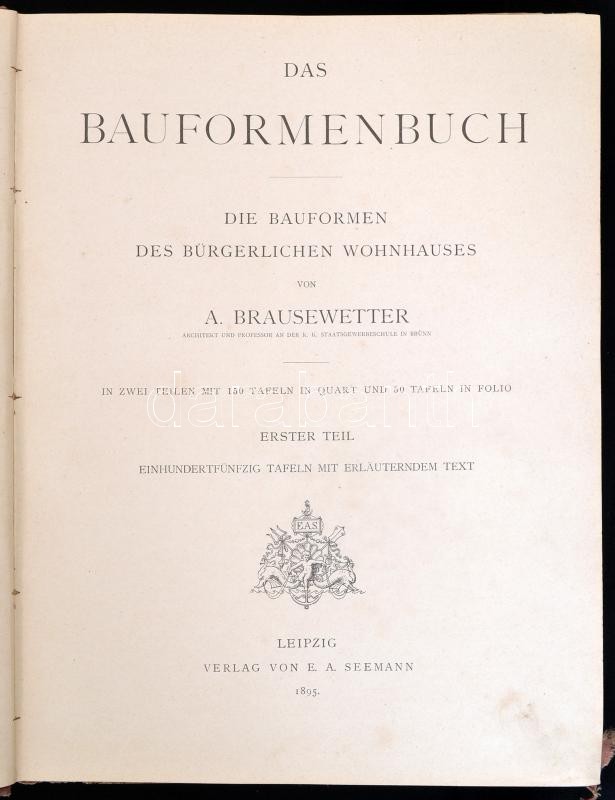 DAS
BAUFORMENBUCH
DIE BAUFORMEN
DES BÜRGERLICHEN WOHNHAUSES
VON
A. BRAUSEWETTER
ARCHITEKT UND PROFESSOR AN DER K. K. STAATSGEWERBESCHULE IN BRÜNN
IN ZWEI TEILEN MIT 150 TAFELN IN QUART UND 50 TAFELN IN FOLIO
darabanth
ERSTER TEIL
EINHUNDERTFÜNFZIG TAFELN MIT ERLÄUTERNDEM TEXT
E.A.S.
LEIPZIG
VERLAG VON E. A. SEEMANN
1895.